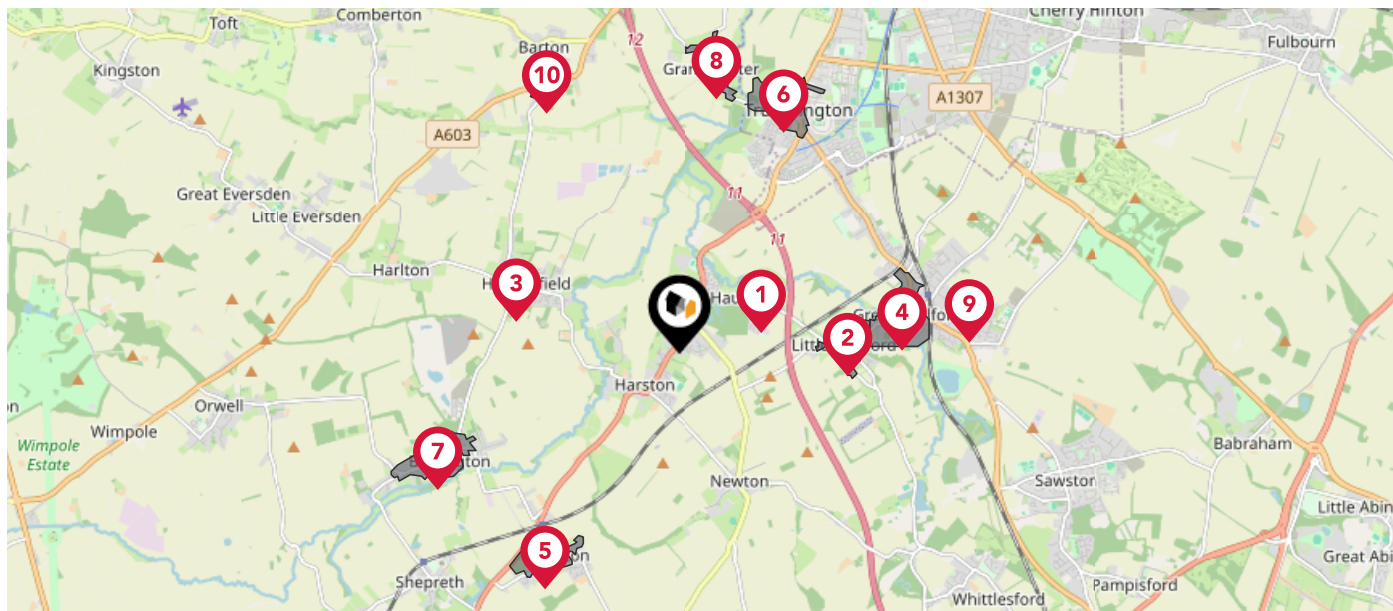 Toft
Comberton
Cherry Hinton
12
Barton
Fulbourn
Kingston
8
10
6
A1307
A603
11
Great Eversden
Little Eversden
11
Harlton
3
1
9
4
2
Harston
Orwell
Wimpole
Wimpole
Estate
Babraham
7
Newton
Sawston
Little Abin
5
Shepreth
Great Abi
Pampisford
Whittlesford